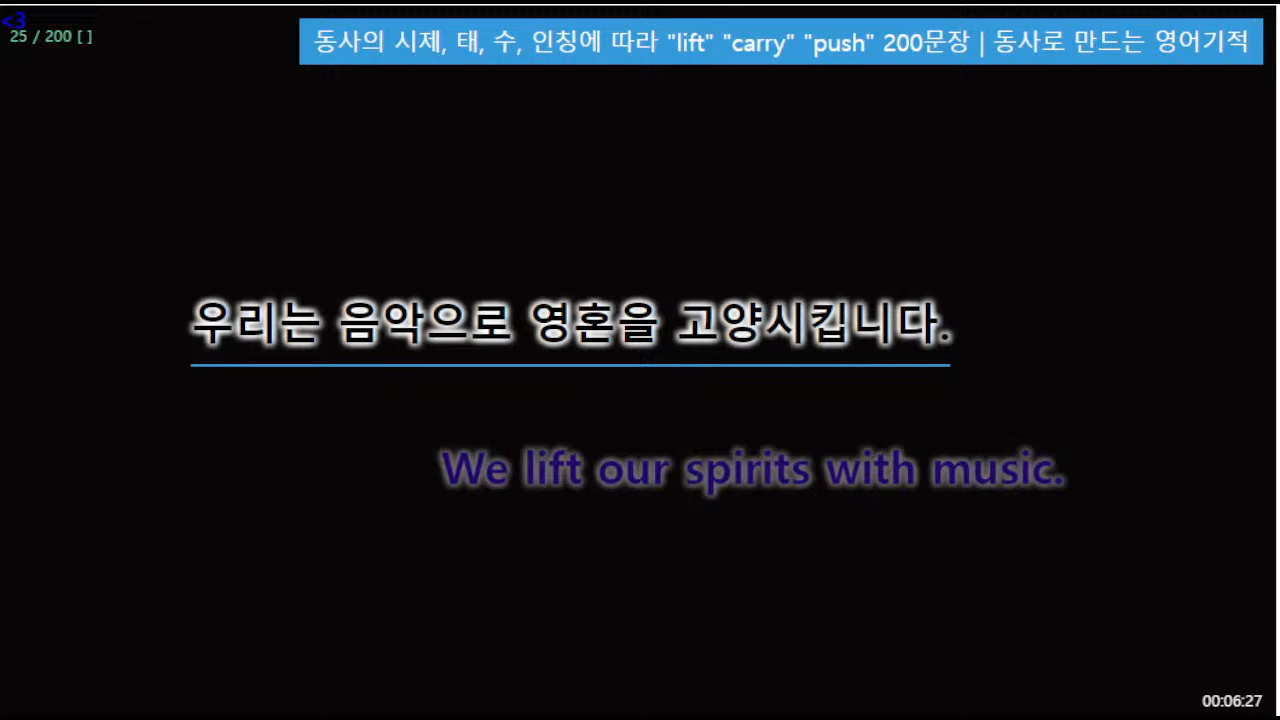 <3
25 / 200 [ ]
동사의 시제, 태, 수, 인칭에 따라 "lift" "carry" "push" 200문장 | 동사로 만드는 영어기적
우리는 음악으로 영혼을 고양시킵니다.
We lift our spirits with music.
00:06:27